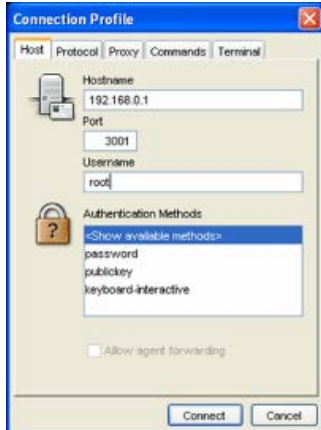 Connection Profile
Host Protocol Proxy Commands Terminal
Hostname
192.168.0.1
Port
3001
Username
root
Authentication Methods
<Show available methods>
password
publickey
keyboard-interactive
Allow agent forwarding
Connect Cancel